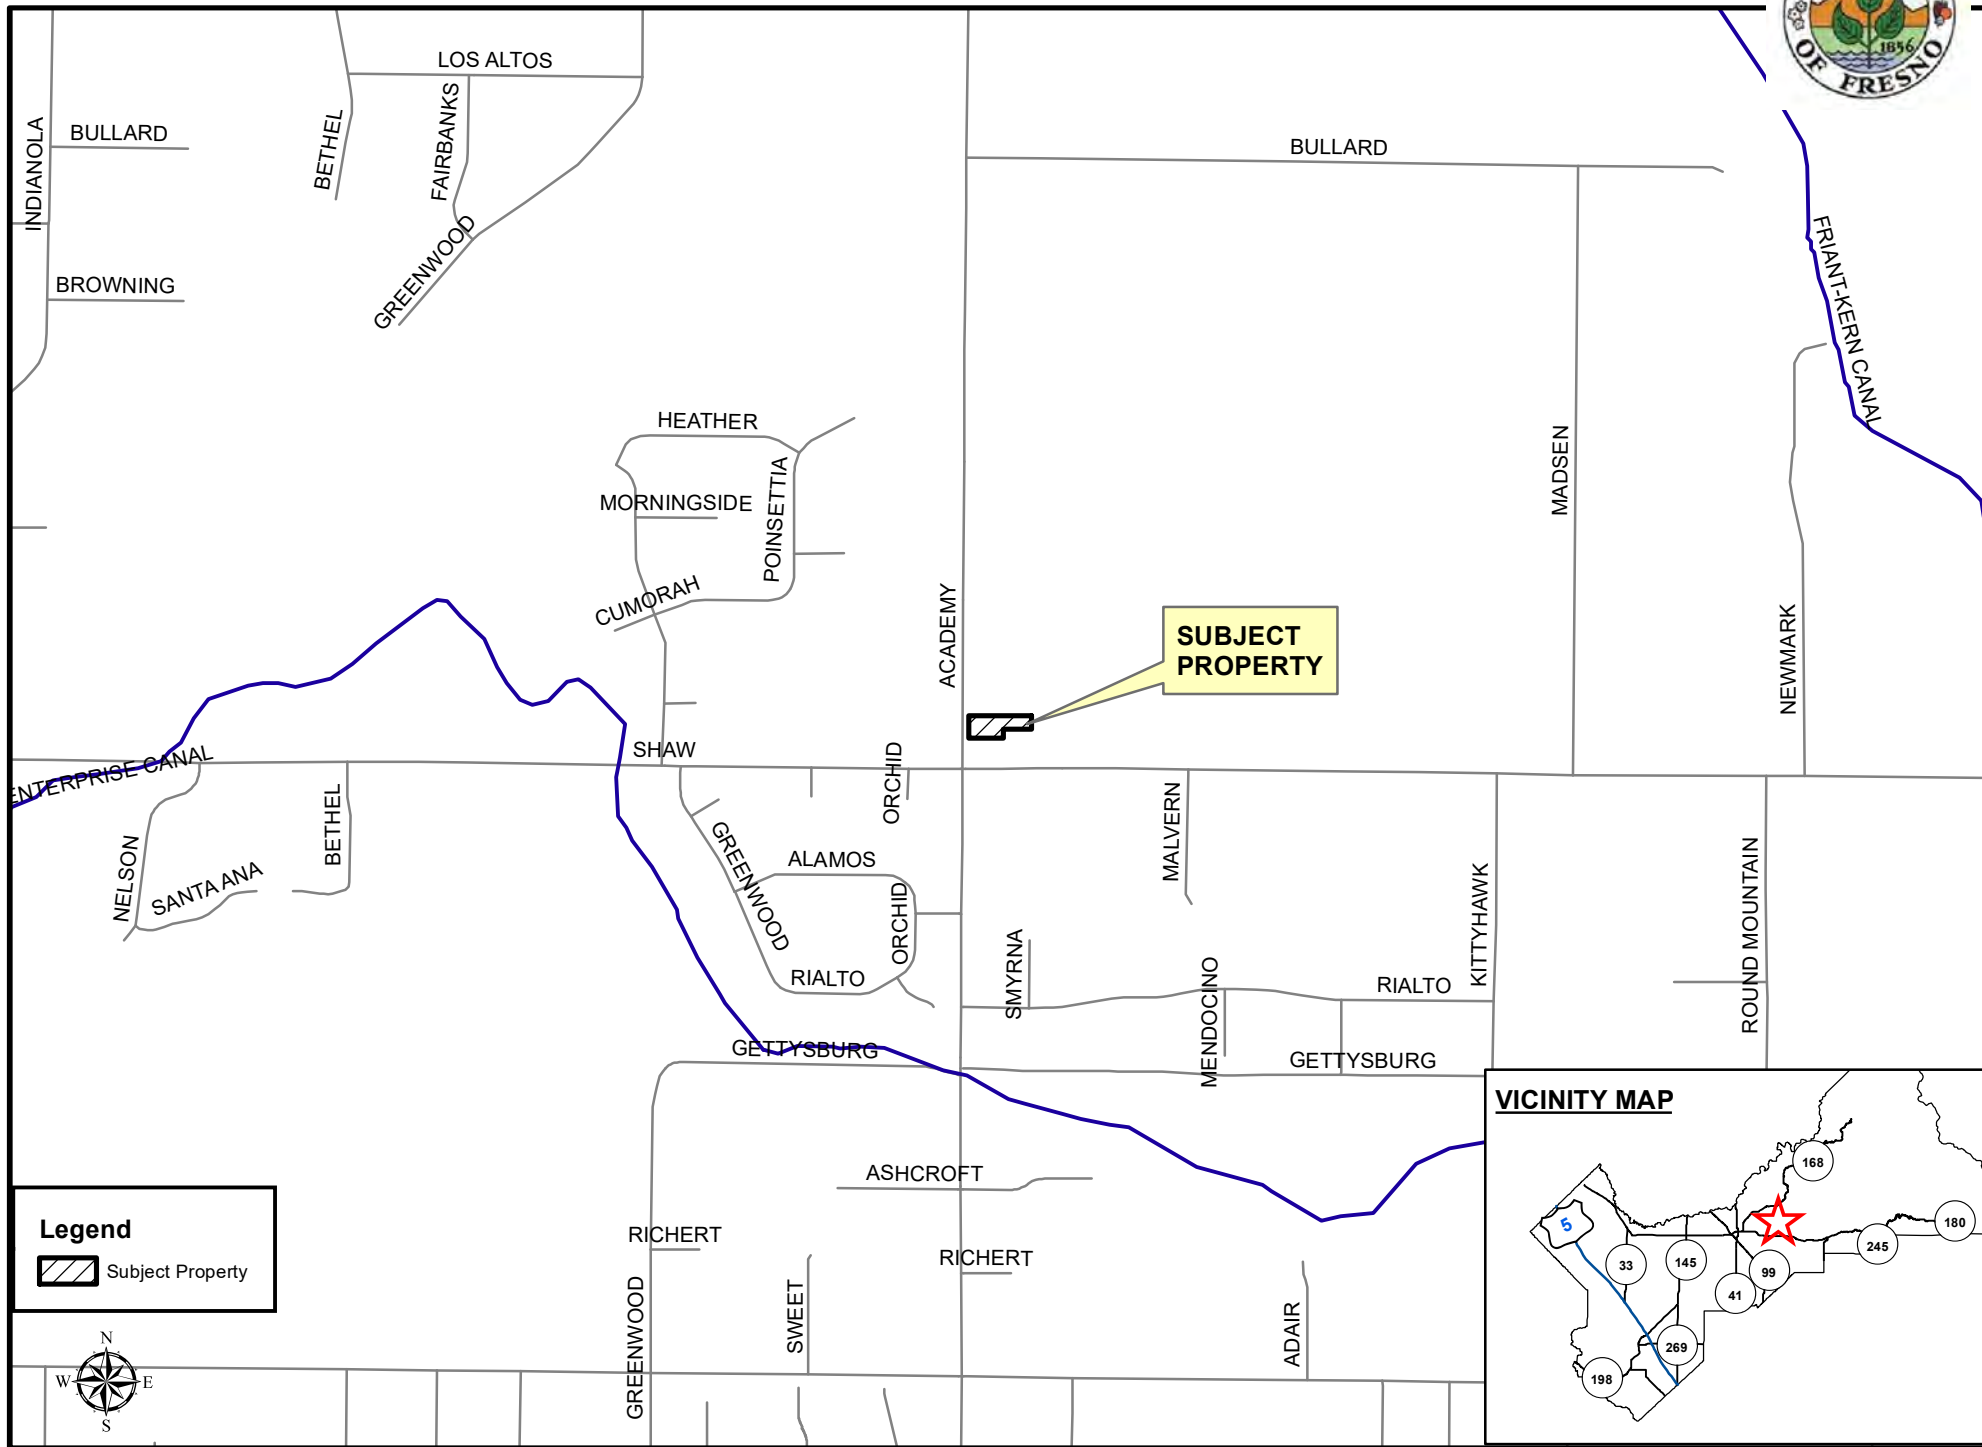 1856
OF FRESNO
LOS ALTOS
BULLARD
INDIANOLA
BETHEL
FAIRBANKS
GREENWOOD
BROWNING
BULLARD
FRIANT-KERN CANAL
HEATHER
MORNINGSIDE
POINSETTIA
CUMORAH
ACADEMY
MADSEN
NEWMARK
SUBJECT
PROPERTY
SHAW
ENTERPRISE CANAL
ORCHID
NELSON
SANTA ANA
BETHEL
GREENWOOD
ALAMOS
ORCHID
RIALTO
MALVERN
KITTYHAWK
ROUND MOUNTAIN
SMYRNA
MENDOCINO
RIALTO
GETTYSBURG
GETTYSBURG
ASHCROFT
RICHERT
RICHERT
GREENWOOD
SWEET
ADAIR
Legend
Subject Property
N
W E
S
VICINITY MAP
168
5
180
245
33
145
99
41
269
198